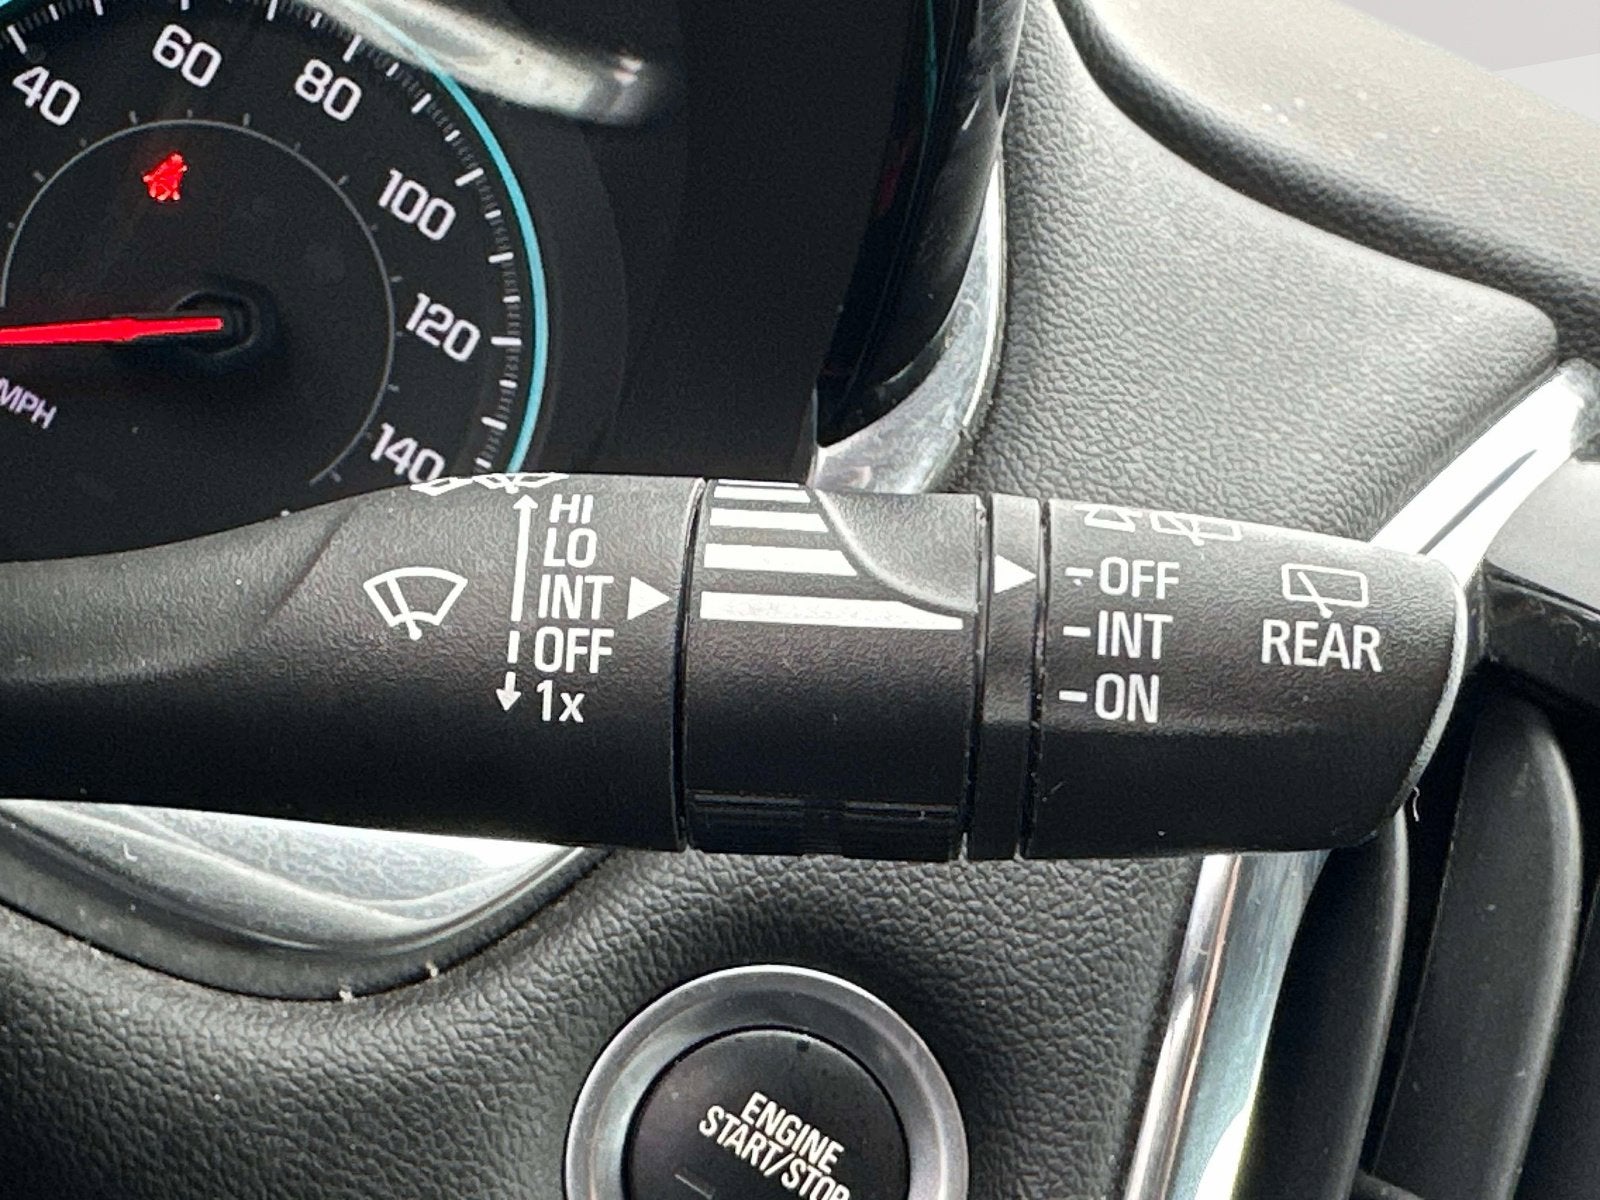 40
60
80
100
120
140
MPH
HI
LO
INT
OFF
1x
-OFF
-INT
-ON
REAR
ENGINE
START/STOP